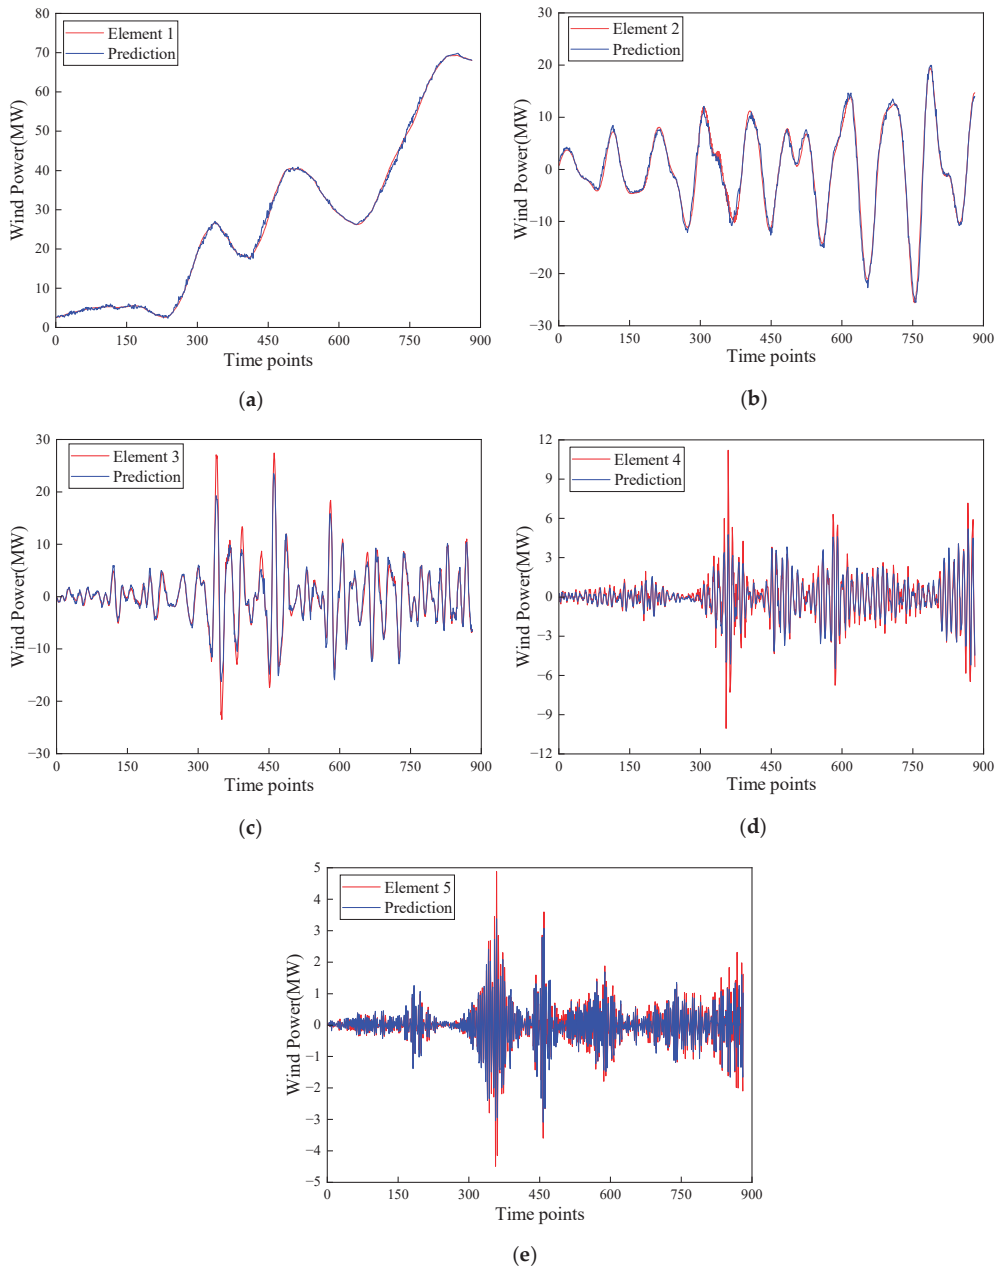 80
70
60
50
40
30
20
10
0
Wind Power(MW)
Element 1
Prediction
0 150 300 450 600 750 900
Time points
(a)
30
20
10
0
−10
−20
−30
Wind Power(MW)
Element 2
Prediction
0 150 300 450 600 750 900
Time points
(b)
30
20
10
0
−10
−20
−30
Wind Power(MW)
Element 3
Prediction
0 150 300 450 600 750 900
Time points
(c)
12
9
6
3
0
−3
−6
−9
−12
Wind Power(MW)
Element 4
Prediction
0 150 300 450 600 750 900
Time points
(d)
5
4
3
2
1
0
−1
−2
−3
−4
−5
Wind Power(MW)
Element 5
Prediction
0 150 300 450 600 750 900
Time points
(e)